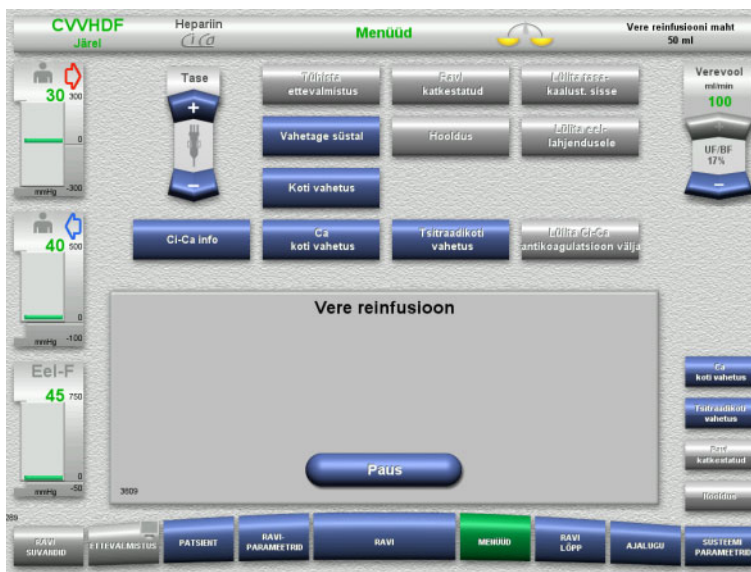 CVVHDF
Järel
Heparin
Ci Ca
Menüüd
Vere reinfusiooni maht
50 ml
30 300
0
mmHg -300
40 500
0
mmHg -100
Eel-F
45 750
0
mmHg -50
Tase
+
−
Tühista
ettevalmistus
Ravi
katkestatud
Lülita tasa-
kaalust. sisse
Vahetage süstal
Hooldus
Lülita eel-
lahjendusele
Koti vahetus
Ci-Ca info
Ca
koti vahetus
Tsitraadikoti
vahetus
Lülita Ci-Ca
antikoagulatsioon välja
Verevool
ml/min
100
+
UF/BF
17%
−
Vere reinfusioon
Paus
3609
Ca
koti vahetus
Tsitraadikoti
vahetus
Ravi
katkestatud
Hooldus
RAVI
SUVANDID
ETTEVALMISTUS
PATSIENT
RAVI-
PARAMEETRID
RAVI
MENÜÜD
RAVI
LÕPP
AJALUGU
SÜSTEEMI
PARAMEETRID